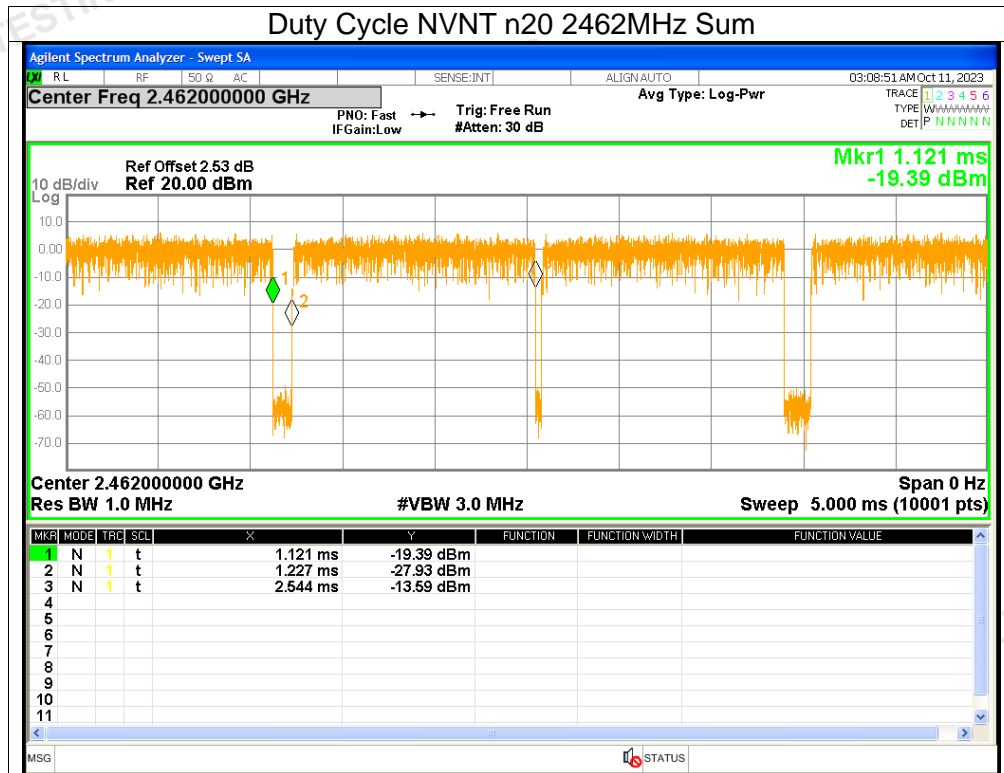 TESTING
Duty Cycle NVNT n20 2462MHz Sum
Agilent Spectrum Analyzer - Swept SA
LXI RL RF 50 Ω AC SENSE:INT ALIGN AUTO 03:08:51 AM Oct 11, 2023
Center Freq 2.462000000 GHz
PNO: Fast
IFGain:Low
Trig: Free Run
#Atten: 30 dB
Avg Type: Log-Pwr
TRACE 1 2 3 4 5 6
TYPE WWWWWW
DET P N N N N N
Mkr1 1.121 ms
-19.39 dBm
Ref Offset 2.53 dB
10 dB/div Ref 20.00 dBm
Log
10.0
0.00
-10.0
-20.0
-30.0
-40.0
-50.0
-60.0
-70.0
1
2
Center 2.462000000 GHz Span 0 Hz
Res BW 1.0 MHz #VBW 3.0 MHz Sweep 5.000 ms (10001 pts)
MKR MODE TRC SCL X Y FUNCTION FUNCTION WIDTH FUNCTION VALUE
1 N 1 t 1.121 ms -19.39 dBm
2 N 1 t 1.227 ms -27.93 dBm
3 N 1 t 2.544 ms -13.59 dBm
4
5
6
7
8
9
10
11
MSG STATUS